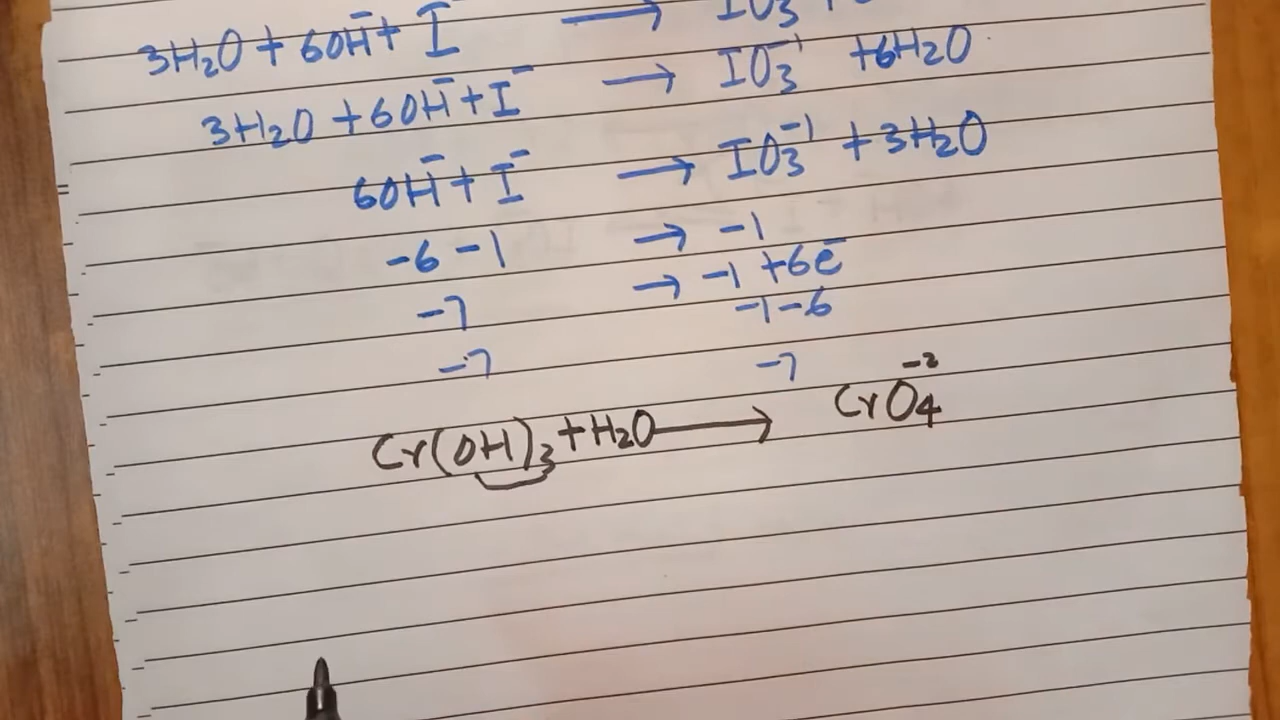 3H₂O + 6OH⁻ + I⁻ → IO₃
3H₂O + 6OH⁻ + I⁻ → IO₃⁻¹ + 6H₂O
6OH⁻ + I⁻ → IO₃⁻¹ + 3H₂O
-6 -1 → -1
-7 → -1 +6e⁻
-1-6
-7 -7
Cr(OH)₃ + H₂O → CrO₄⁻²